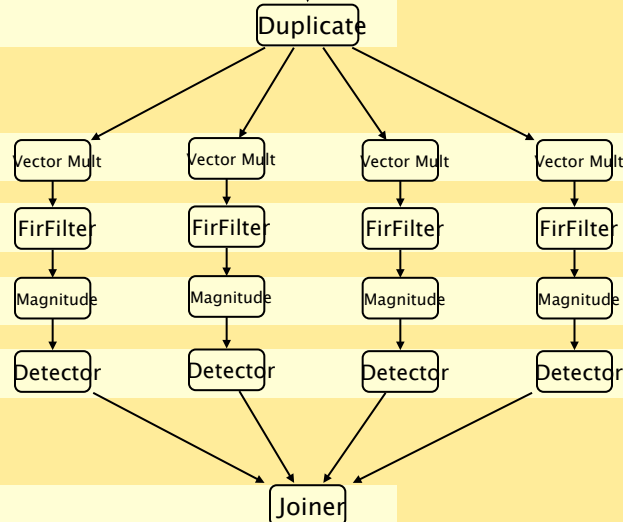 Duplicate
Vector Mult Vector Mult Vector Mult Vector Mult
FirFilter FirFilter FirFilter FirFilter
Magnitude Magnitude Magnitude Magnitude
Detector Detector Detector Detector
Joiner